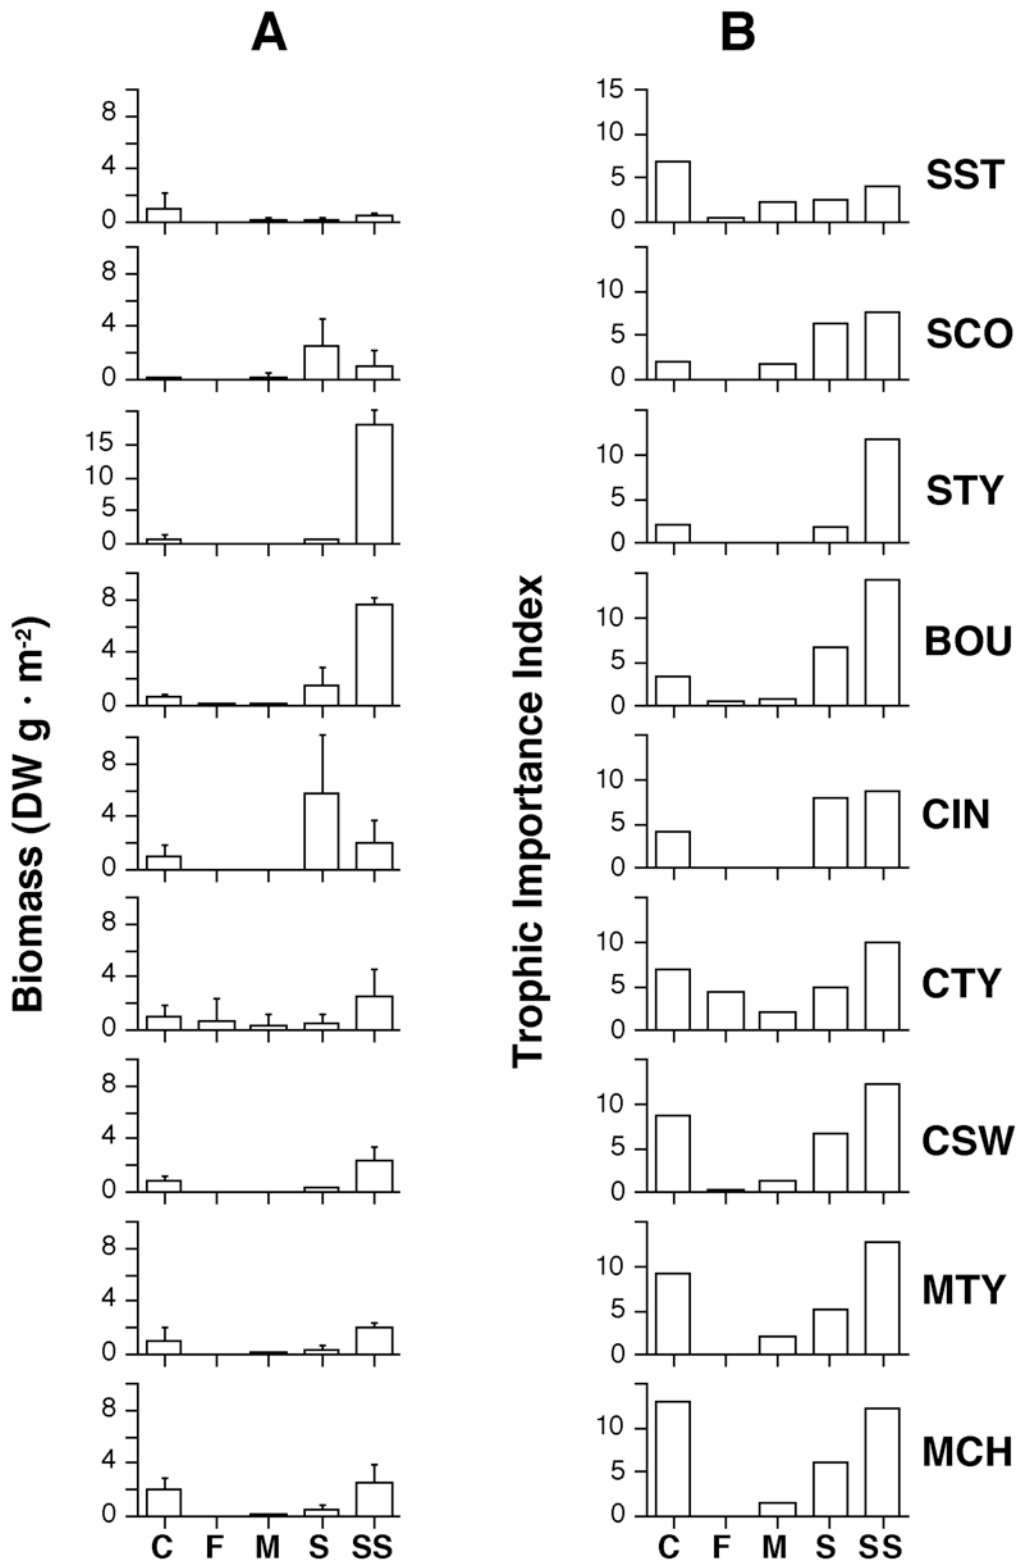 A B
8 4 0 15 10 5 0 SST
8 4 0 10 5 0 SCO
15 10 5 0 10 5 0 STY
8 4 0 10 5 0 BOU
8 4 0 10 5 0 CIN
8 4 0 10 5 0 CTY
8 4 0 10 5 0 CSW
8 4 0 10 5 0 MTY
8 4 0 10 5 0 MCH
C F M S SS C F M S SS
Biomass (DW g · m⁻²)
Trophic Importance Index